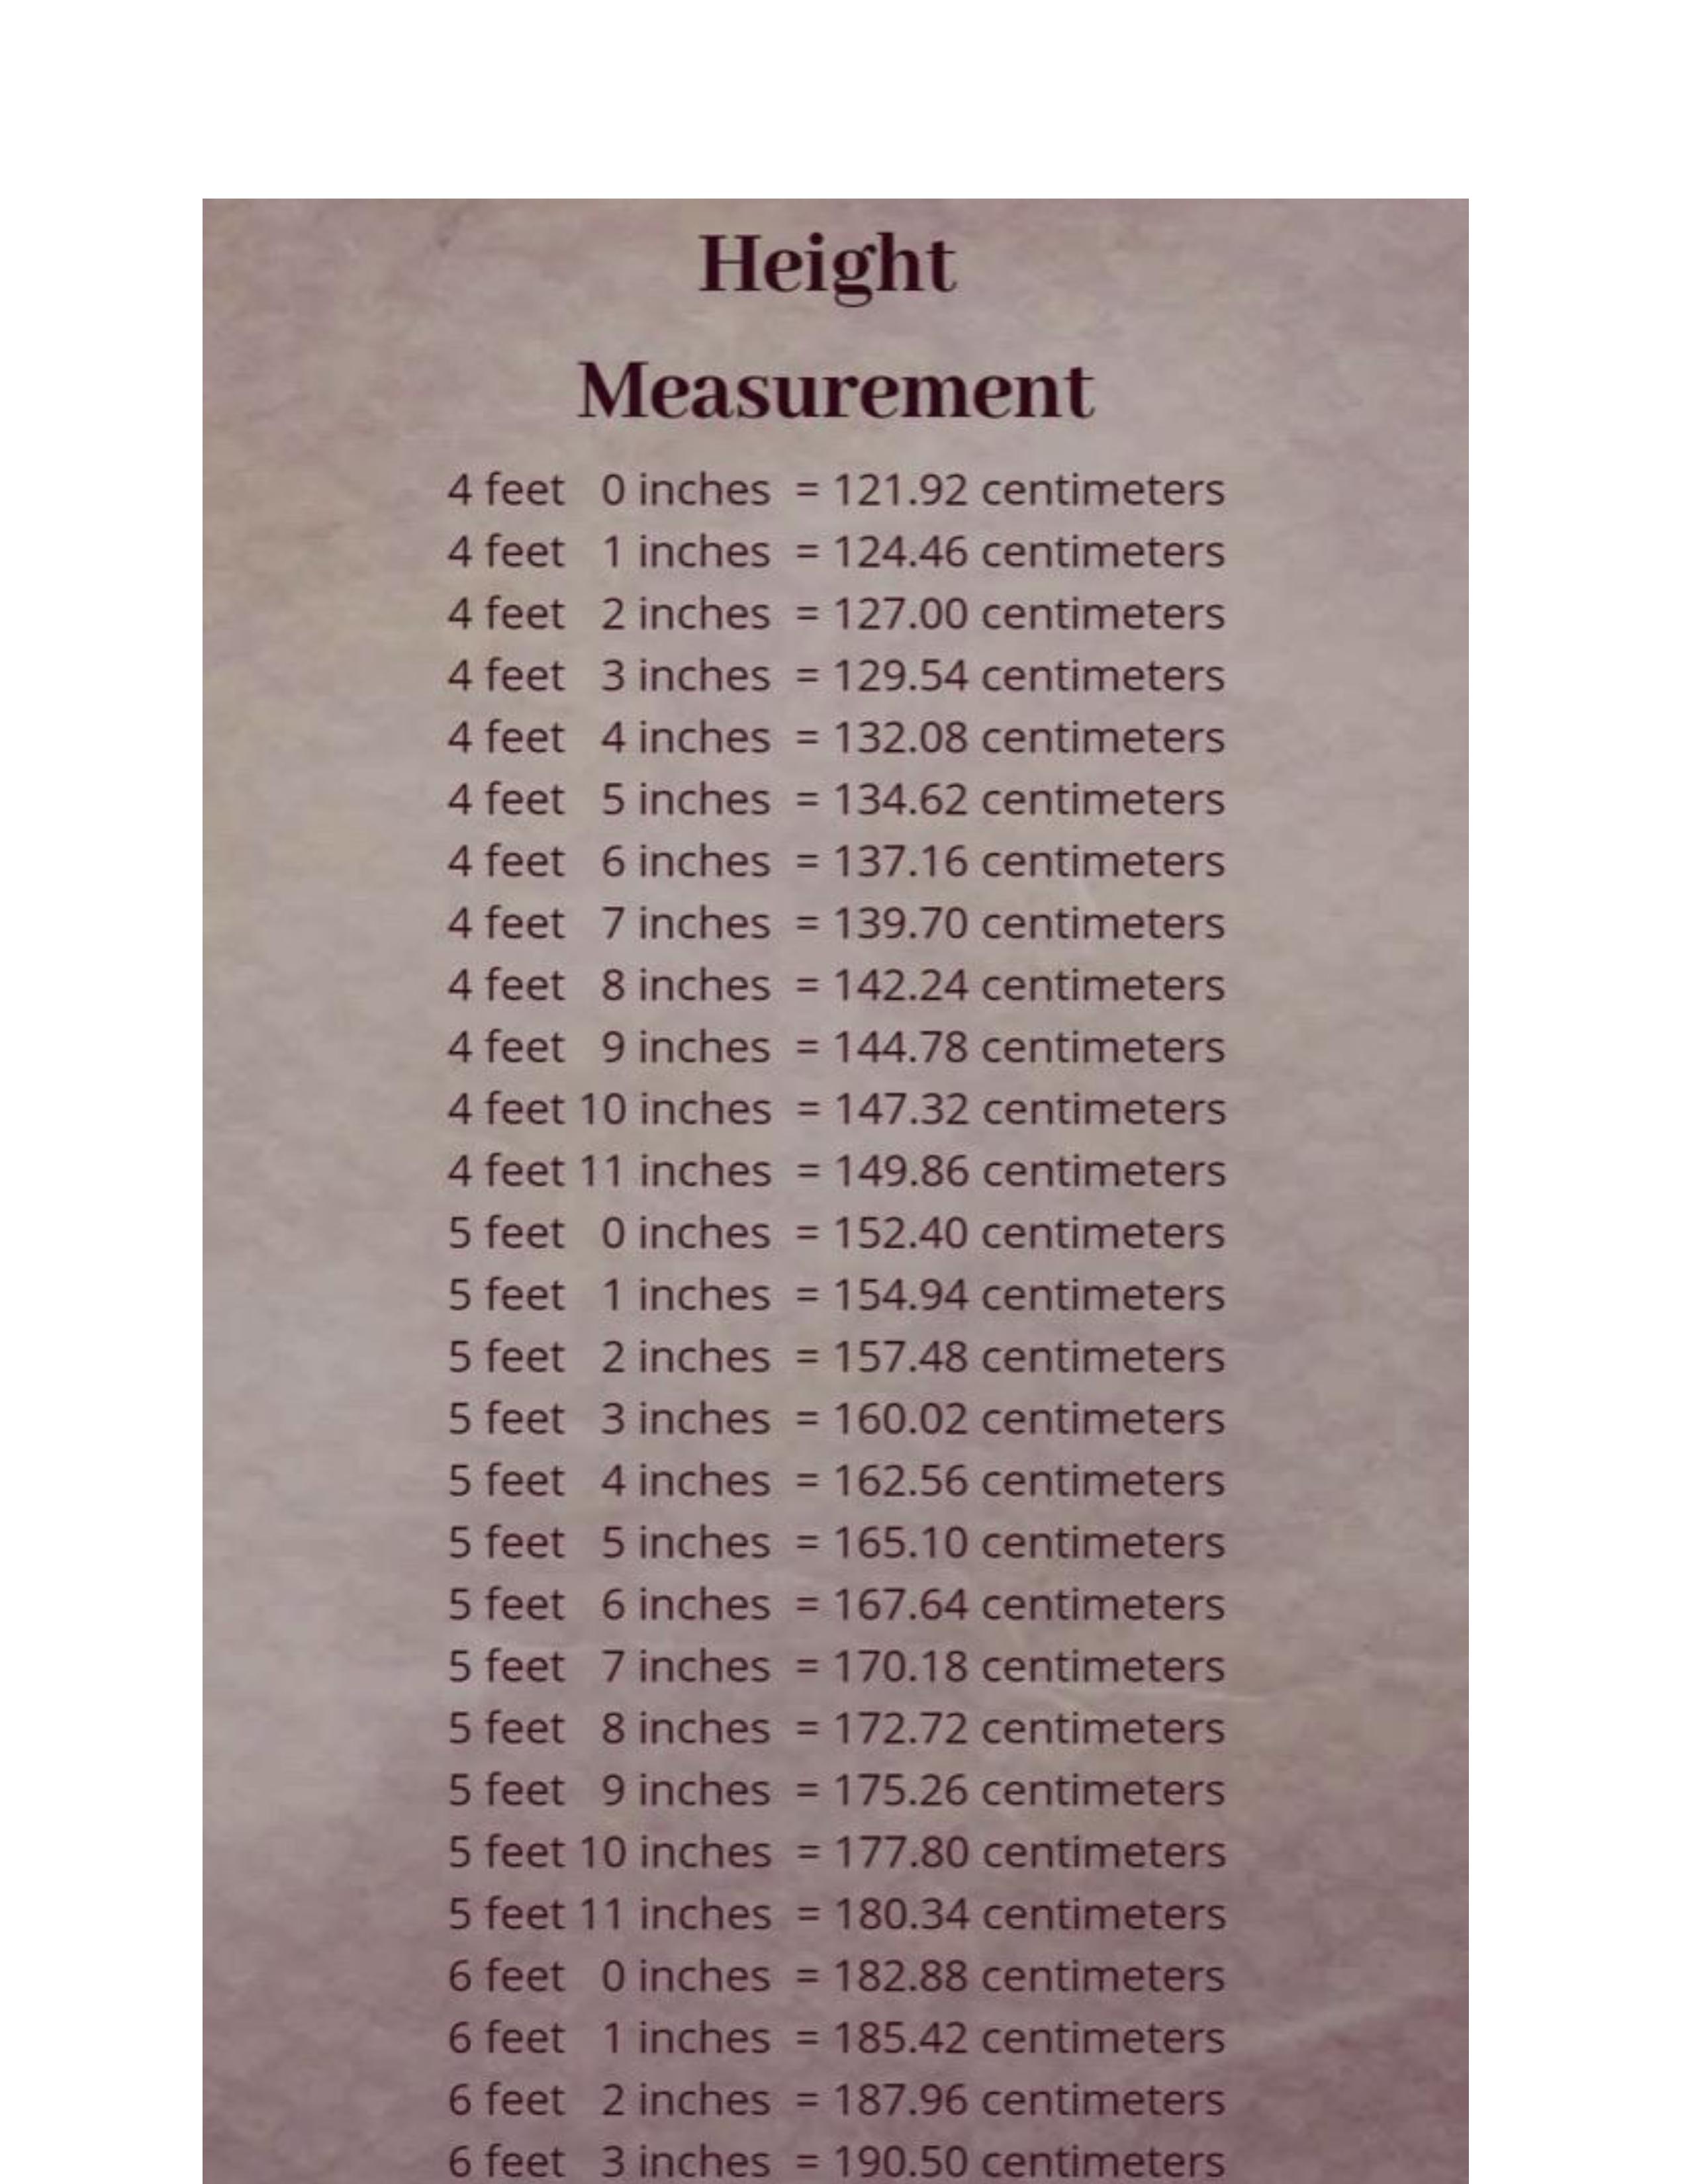 Height
Measurement
4 feet 0 inches = 121.92 centimeters
4 feet 1 inches = 124.46 centimeters
4 feet 2 inches = 127.00 centimeters
4 feet 3 inches = 129.54 centimeters
4 feet 4 inches = 132.08 centimeters
4 feet 5 inches = 134.62 centimeters
4 feet 6 inches = 137.16 centimeters
4 feet 7 inches = 139.70 centimeters
4 feet 8 inches = 142.24 centimeters
4 feet 9 inches = 144.78 centimeters
4 feet 10 inches = 147.32 centimeters
4 feet 11 inches = 149.86 centimeters
5 feet 0 inches = 152.40 centimeters
5 feet 1 inches = 154.94 centimeters
5 feet 2 inches = 157.48 centimeters
5 feet 3 inches = 160.02 centimeters
5 feet 4 inches = 162.56 centimeters
5 feet 5 inches = 165.10 centimeters
5 feet 6 inches = 167.64 centimeters
5 feet 7 inches = 170.18 centimeters
5 feet 8 inches = 172.72 centimeters
5 feet 9 inches = 175.26 centimeters
5 feet 10 inches = 177.80 centimeters
5 feet 11 inches = 180.34 centimeters
6 feet 0 inches = 182.88 centimeters
6 feet 1 inches = 185.42 centimeters
6 feet 2 inches = 187.96 centimeters
6 feet 3 inches = 190.50 centimeters